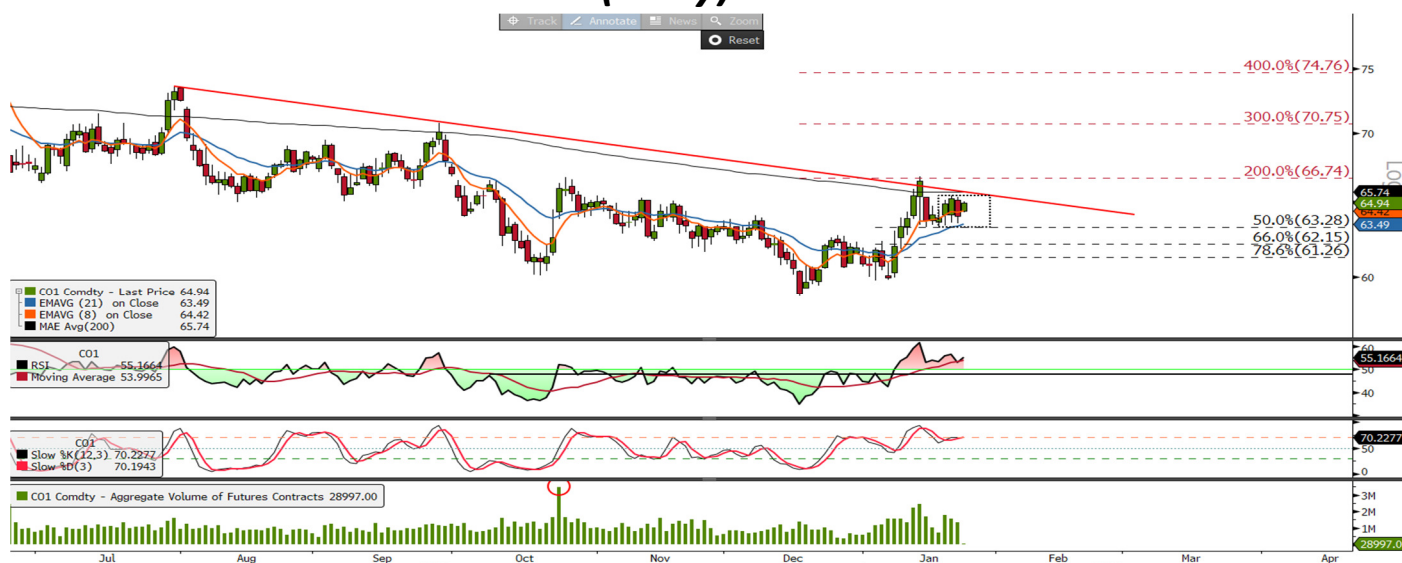 Track Annotate News Zoom
Reset
400.0%(74.76)
75
300.0%(70.75)
70
200.0%(66.74)
65.74
64.94
64.42
50.0%(63.28)
63.49
66.0%(62.15)
78.6%(61.26)
60
CO1 Comdty - Last Price 64.94
EMAVG (21) on Close 63.49
EMAVG (8) on Close 64.42
MAE Avg(200) 65.74
CO1
RSI 55.1664
Moving Average 53.9965
60
55.1664
50
40
CO1
Slow %K(12,3) 70.2277
Slow %D(3) 70.1943
70.2277
50
0
CO1 Comdty - Aggregate Volume of Futures Contracts 28997.00
3M
2M
1M
28997.0
Jul Aug Sep Oct Nov Dec Jan Feb Mar Apr